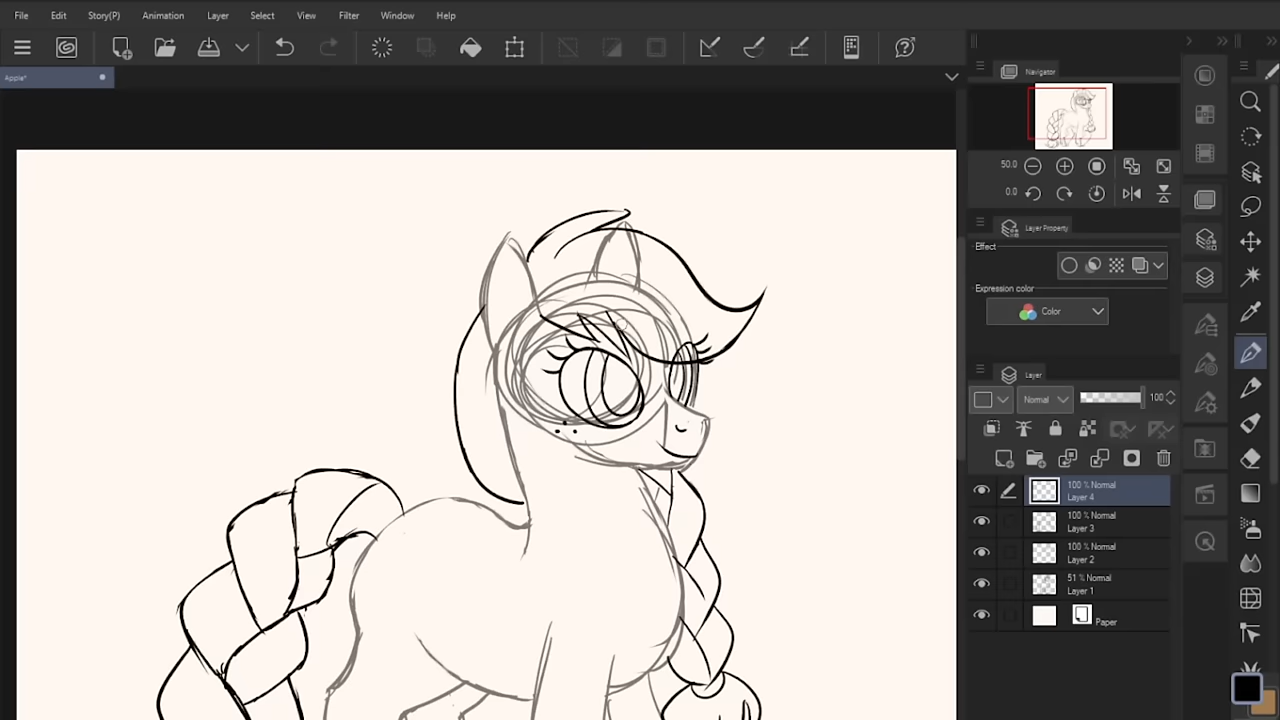 File Edit Story(P) Animation Layer Select View Filter Window Help
Apple*
Navigator
50.0
0.0
Layer Property
Effect
Expression color
Color
Layer
Normal 100
100 % Normal
Layer 4
100 % Normal
Layer 3
100 % Normal
Layer 2
51 % Normal
Layer 1
Paper